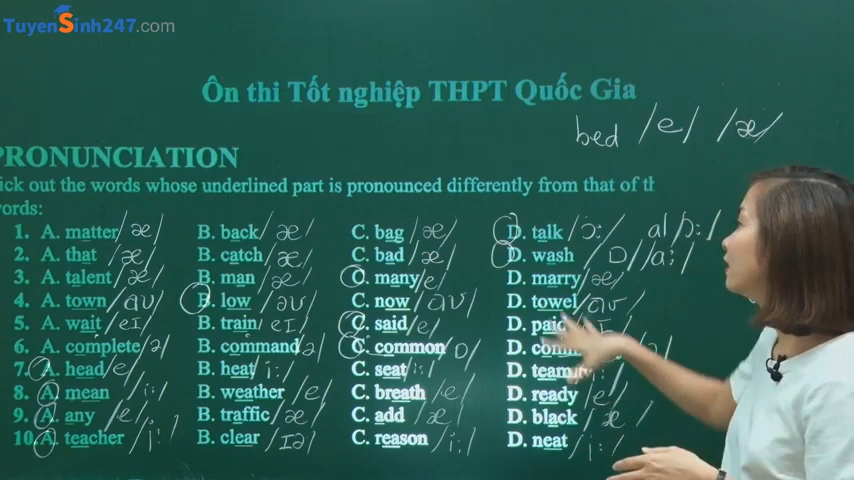 TuyenSinh247.com
Ôn thi Tốt nghiệp THPT Quốc Gia
bed /e/ /æ/
PRONUNCIATION
ick out the words whose underlined part is pronounced differently from that of th
words:
1. A. matter /æ/ B. back /æ/ C. bag /æ/ D. talk /ɔ:/ al /ɔ:/
2. A. that /æ/ B. catch /æ/ C. bad /æ/ D. wash /ɒ/ /a:/
3. A. talent /æ/ B. man /æ/ C. many /e/ D. marry /æ/
4. A. town /aʊ/ B. low /əʊ/ C. now /aʊ/ D. towel /aʊ/
5. A. wait /eɪ/ B. train /eɪ/ C. said /e/ D. paid
6. A. complete /ə/ B. command /ə/ C. common /ɒ/ D. /ə/
7. A. head /e/ B. heat /i:/ C. seat /i:/ D. team /i:/
8. A. mean /i:/ B. weather /e/ C. breath /e/ D. ready /e/
9. A. any /e/ B. traffic /æ/ C. add /æ/ D. black /æ/
10. A. teacher /i:/ B. clear /ɪə/ C. reason /i:/ D. neat /i:/